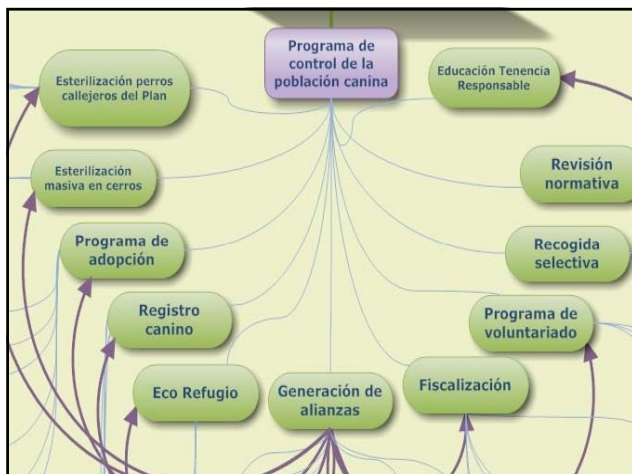 Programa de
control de la
población canina
Esterilización perros
callejeros del Plan
Educación Tenencia
Responsable
Esterilización
masiva en cerros
Revisión
normativa
Programa de
adopción
Recogida
selectiva
Registro
canino
Programa de
voluntariado
Eco Refugio
Generación de
alianzas
Fiscalización